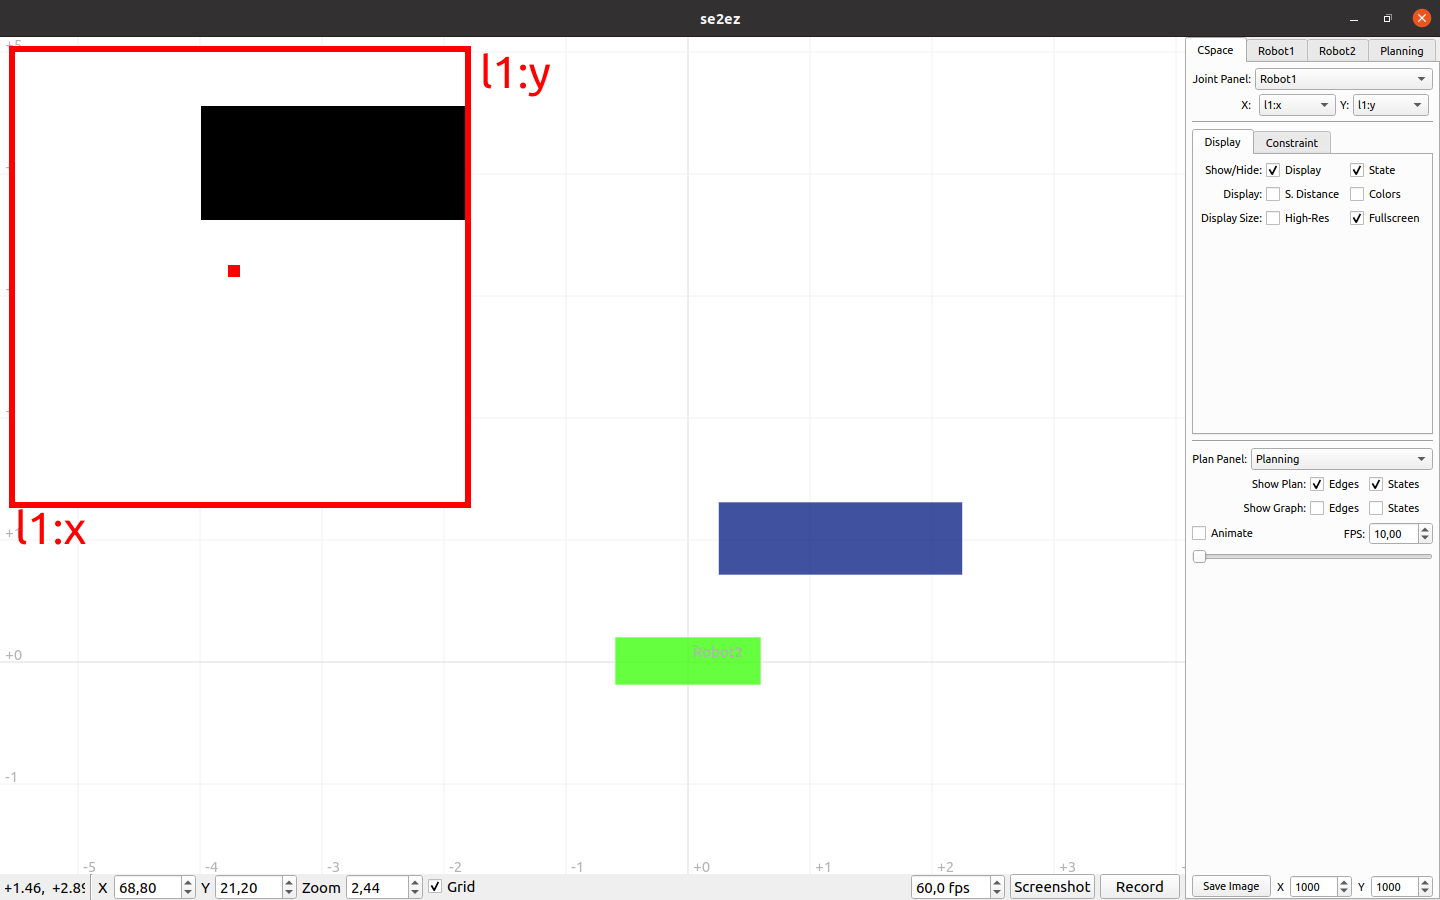 se2ez
CSpace Robot1 Robot2 Planning
l1:y
l1:x
Joint Panel: Robot1
X: l1:x Y: l1:y
Display Constraint
Show/Hide: Display State
Display: S. Distance Colors
Display Size: High-Res Fullscreen
Plan Panel: Planning
Show Plan: Edges States
Show Graph: Edges States
Animate FPS: 10,00
Robot2
+0
-1
-5 -4 -3 -2 -1 +0 +1 +2 +3
+1.46, X 68,80 Y 21,20 Zoom 2,44 Grid 60,0 fps Screenshot Record
Save Image X 1000 Y 1000